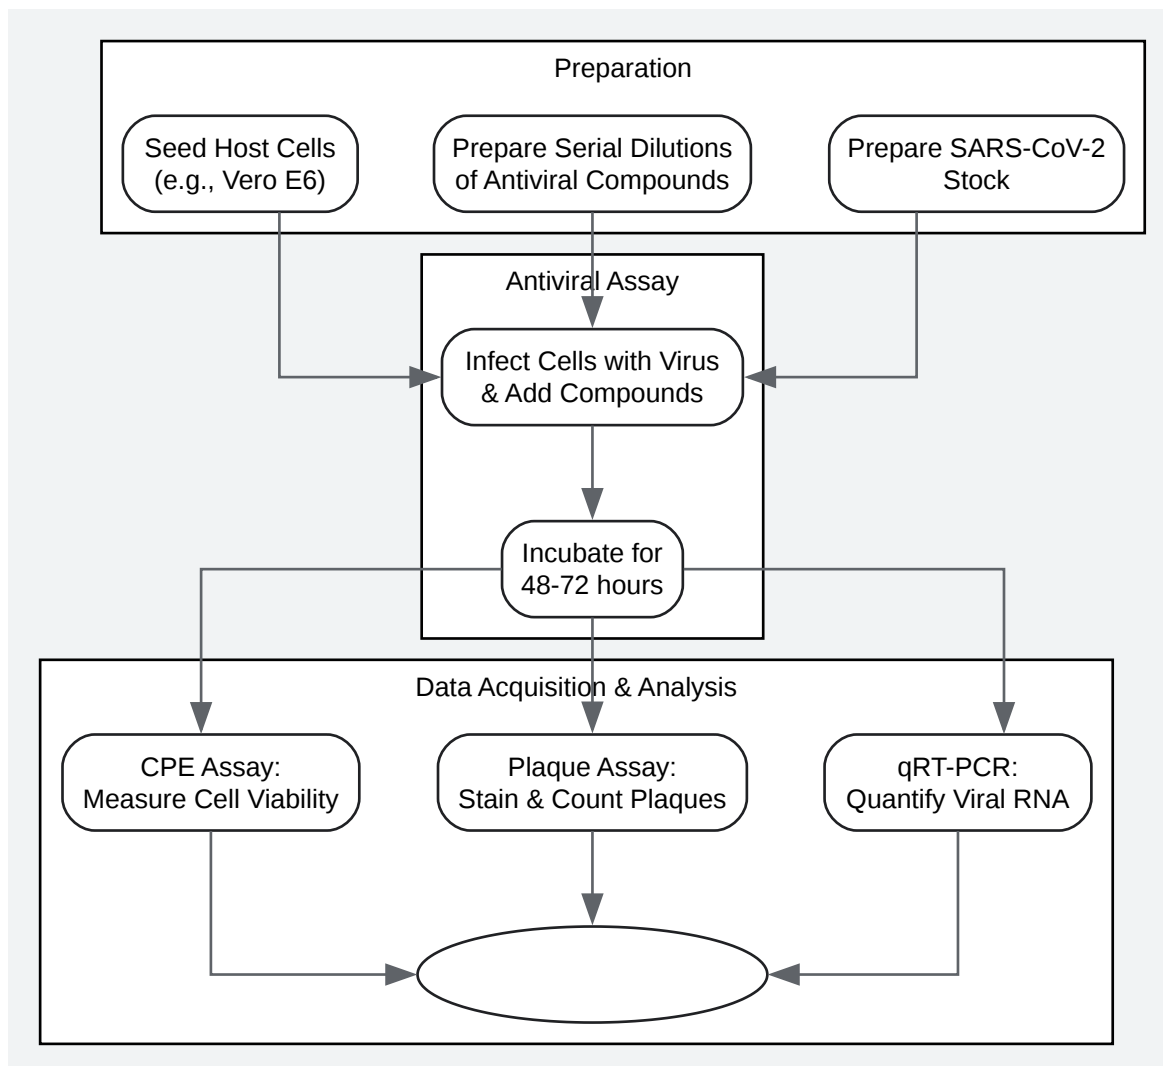 Preparation
Seed Host Cells
(e.g., Vero E6)
Prepare Serial Dilutions
of Antiviral Compounds
Prepare SARS-CoV-2
Stock
Antiviral Assay
Infect Cells with Virus
& Add Compounds
Incubate for
48-72 hours
Data Acquisition & Analysis
CPE Assay:
Measure Cell Viability
Plaque Assay:
Stain & Count Plaques
qRT-PCR:
Quantify Viral RNA